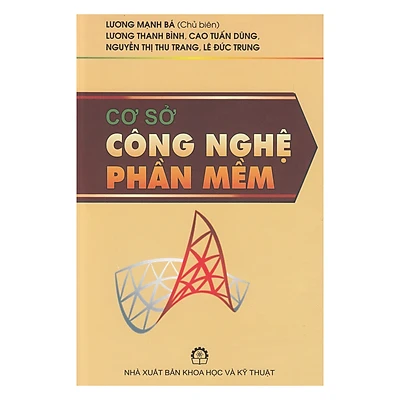 LƯƠNG MẠNH BÁ (Chủ biên)
LƯƠNG THANH BÌNH, CAO TUẤN DŨNG,
NGUYỄN THỊ THU TRANG, LÊ ĐỨC TRUNG
CƠ SỞ
CÔNG NGHỆ
PHẦN MỀM
NHÀ XUẤT BẢN KHOA HỌC VÀ KỸ THUẬT